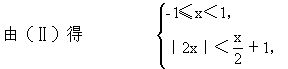 由(Ⅱ)得 { -1≤x<1,
|2x|<x/2+1,